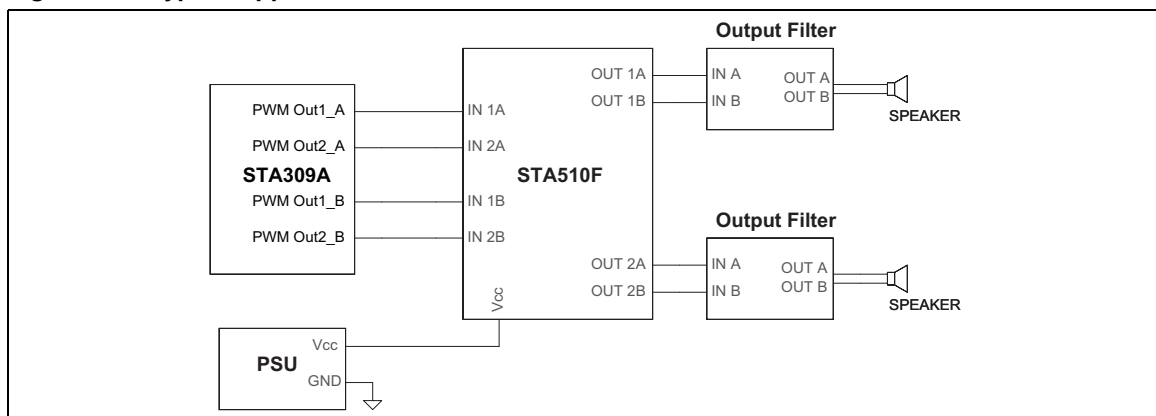 Output Filter
OUT 1A
IN A
OUT A
OUT 1B
IN B
OUT B
SPEAKER
PWM Out1_A
IN 1A
PWM Out2_A
IN 2A
STA309A
STA510F
PWM Out1_B
IN 1B
PWM Out2_B
IN 2B
Output Filter
OUT 2A
IN A
OUT A
OUT 2B
IN B
OUT B
SPEAKER
Vcc
Vcc
PSU
GND